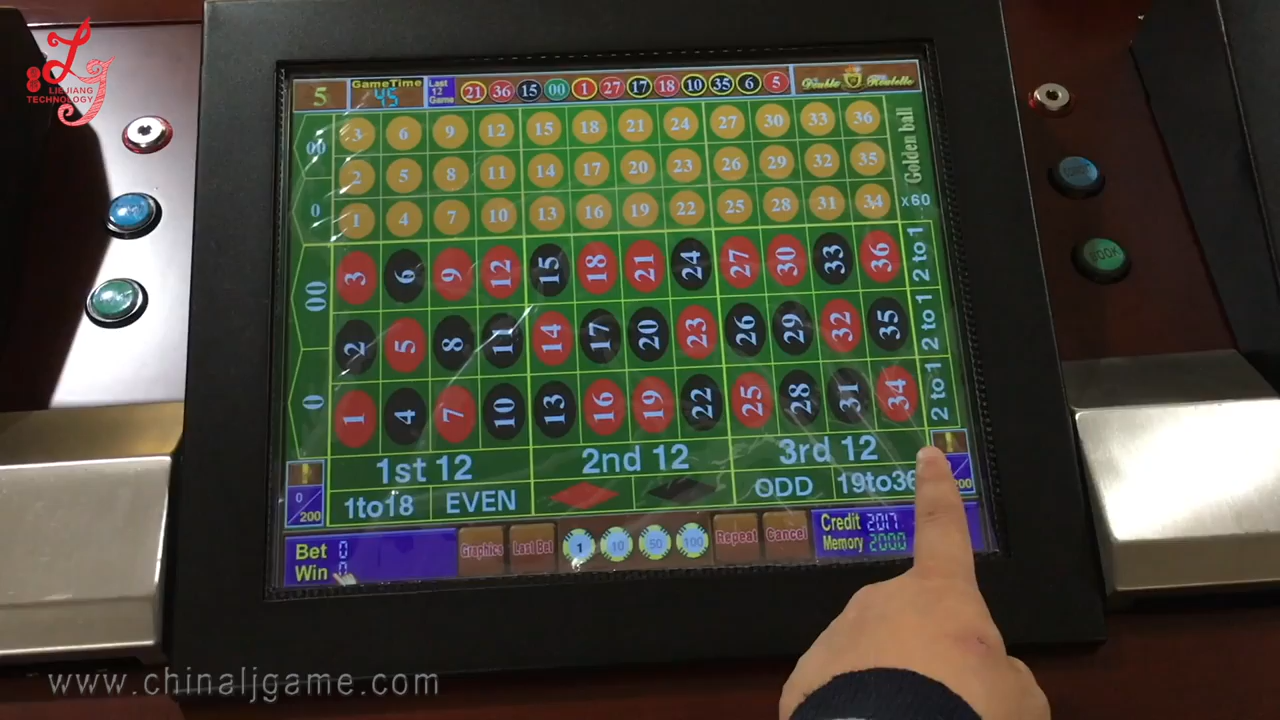 LIEJIANG
TECHNOLOGY
5
GameTime
45
Last
12
Game
21 36 15 00 1 27 17 18 10 35 6 5
Double Roulette
00 3 6 9 12 15 18 21 24 27 30 33 36
2 5 8 11 14 17 20 23 26 29 32 35
0 1 4 7 10 13 16 19 22 25 28 31 34
Golden ball
x60
00 3 6 9 12 15 18 21 24 27 30 33 36 2 to 1
2 5 8 11 14 17 20 23 26 29 32 35 2 to 1
0 1 4 7 10 13 16 19 22 25 28 31 34 2 to 1
1st 12 2nd 12 3rd 12
0
200
1to18 EVEN ODD 19to36
200
Bet 0
Win 0
Graphics Last Bet 1 10 50 100 Repeat Cancel
Credit 2017
Memory 2000
BOOK
www.chinaljgame.com